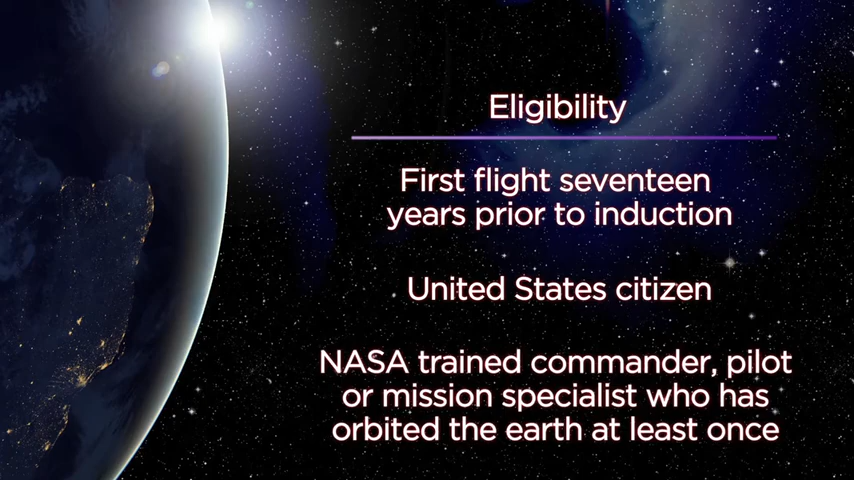 Eligibility
First flight seventeen
years prior to induction
United States citizen
NASA trained commander, pilot
or mission specialist who has
orbited the earth at least once